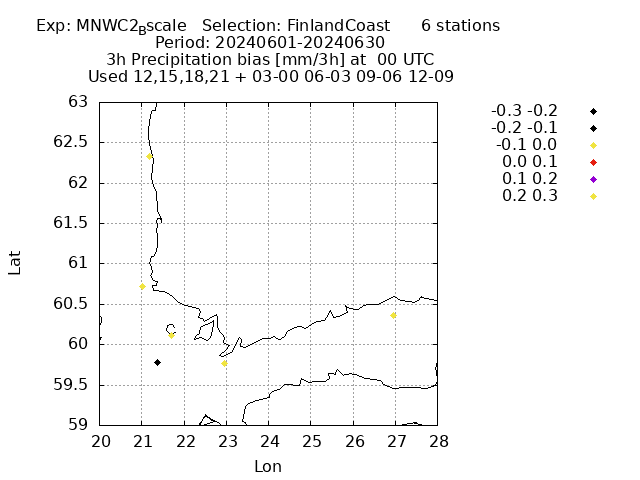 Exp: MNWC2Bscale Selection: FinlandCoast 6 stations
Period: 20240601-20240630
3h Precipitation bias [mm/3h] at 00 UTC
Used 12,15,18,21 + 03-00 06-03 09-06 12-09
-0.3 -0.2
-0.2 -0.1
-0.1 0.0
0.0 0.1
0.1 0.2
0.2 0.3
63
62.5
62
61.5
61
60.5
60
59.5
59
Lat
20 21 22 23 24 25 26 27 28
Lon